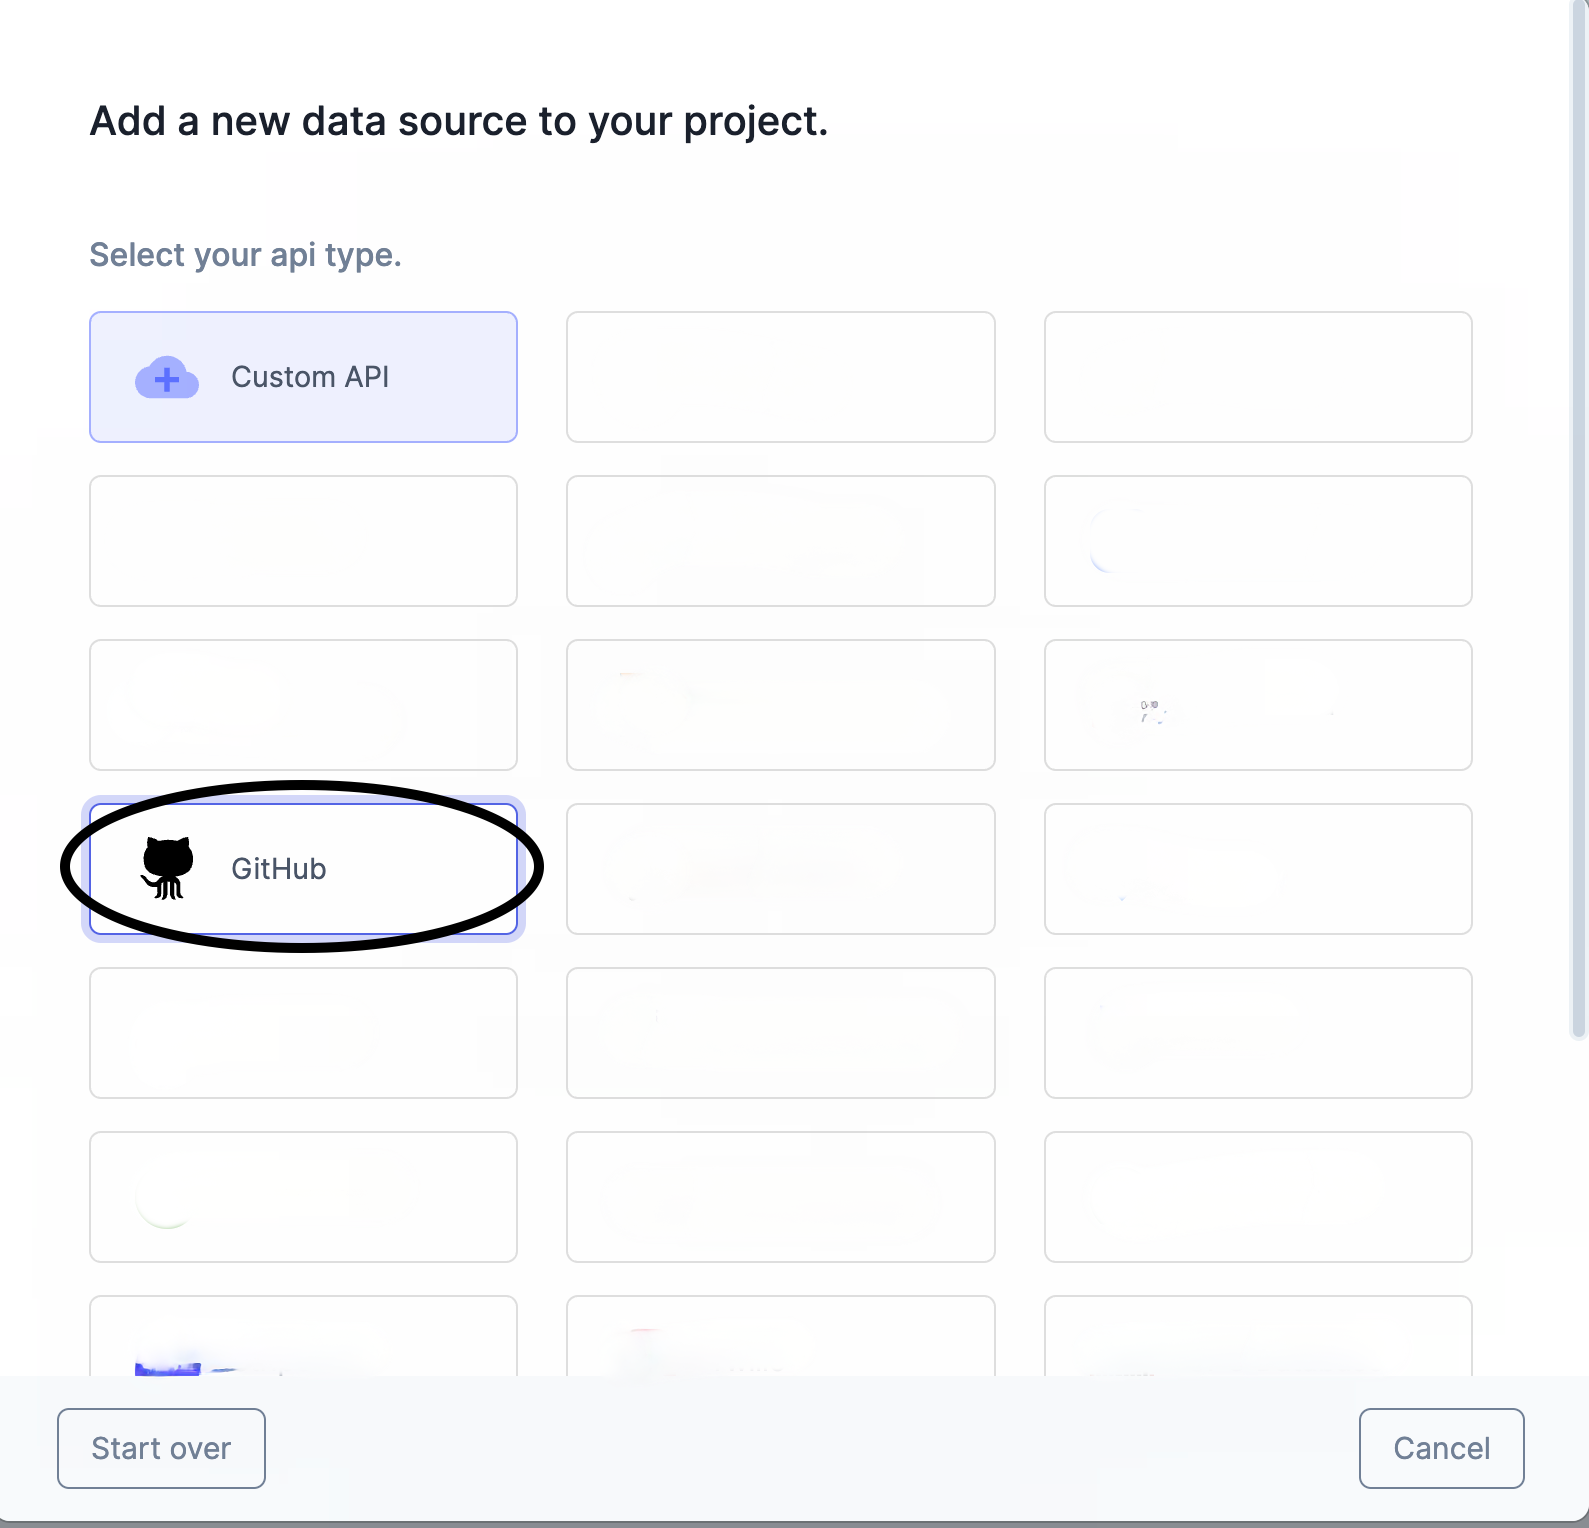 Add a new data source to your project.
Select your api type.
Custom API
GitHub
Start over
Cancel